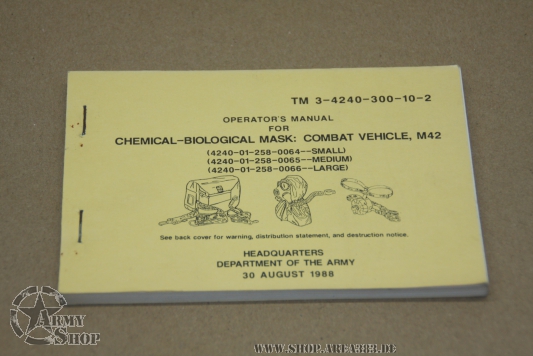 TM 3-4240-300-10-2
OPERATOR'S MANUAL
FOR
CHEMICAL-BIOLOGICAL MASK: COMBAT VEHICLE, M42
(4240-01-258-0064--SMALL)
(4240-01-258-0065--MEDIUM)
(4240-01-258-0066--LARGE)
See back cover for warning, distribution statement, and destruction notice.
HEADQUARTERS
DEPARTMENT OF THE ARMY
30 AUGUST 1988
ARMY
SHOP